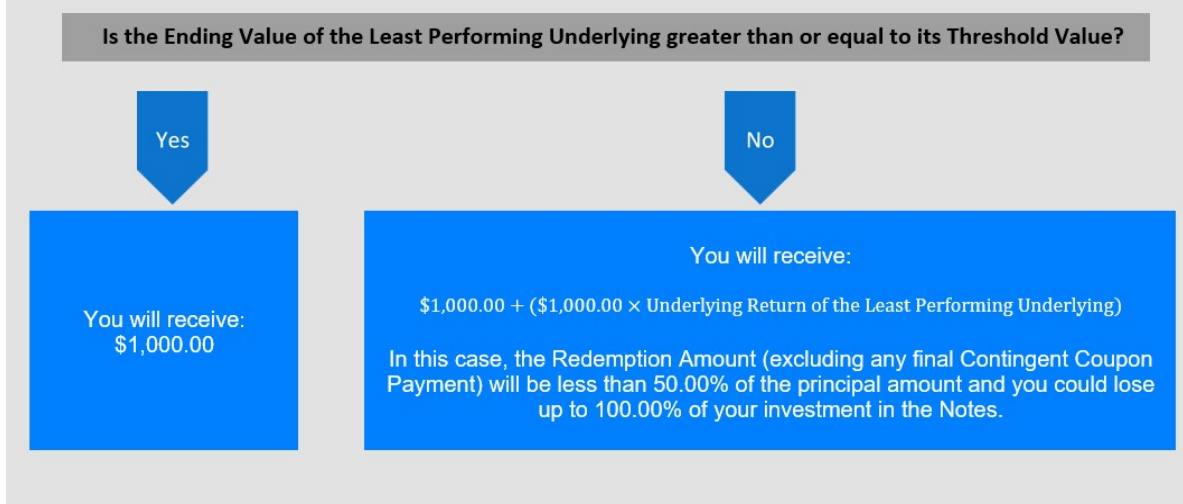 Is the Ending Value of the Least Performing Underlying greater than or equal to its Threshold Value?
Yes
No
You will receive:
$1,000.00
You will receive:
$1,000.00 + ($1,000.00 × Underlying Return of the Least Performing Underlying)
In this case, the Redemption Amount (excluding any final Contingent Coupon
Payment) will be less than 50.00% of the principal amount and you could lose
up to 100.00% of your investment in the Notes.